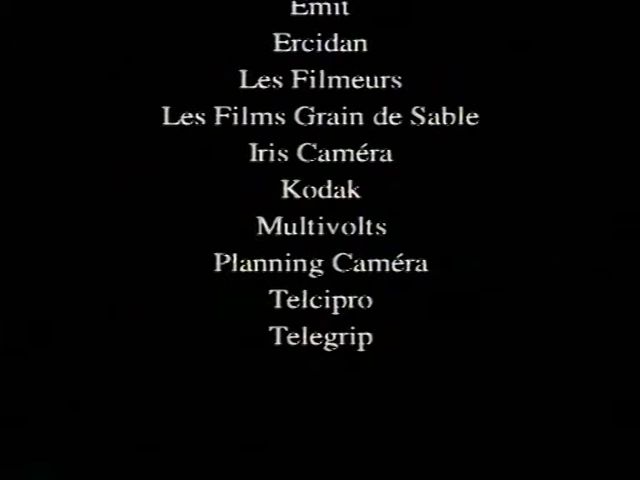 Emit
Ercidan
Les Filmeurs
Les Films Grain de Sable
Iris Caméra
Kodak
Multivolts
Planning Caméra
Telcipro
Telegrip